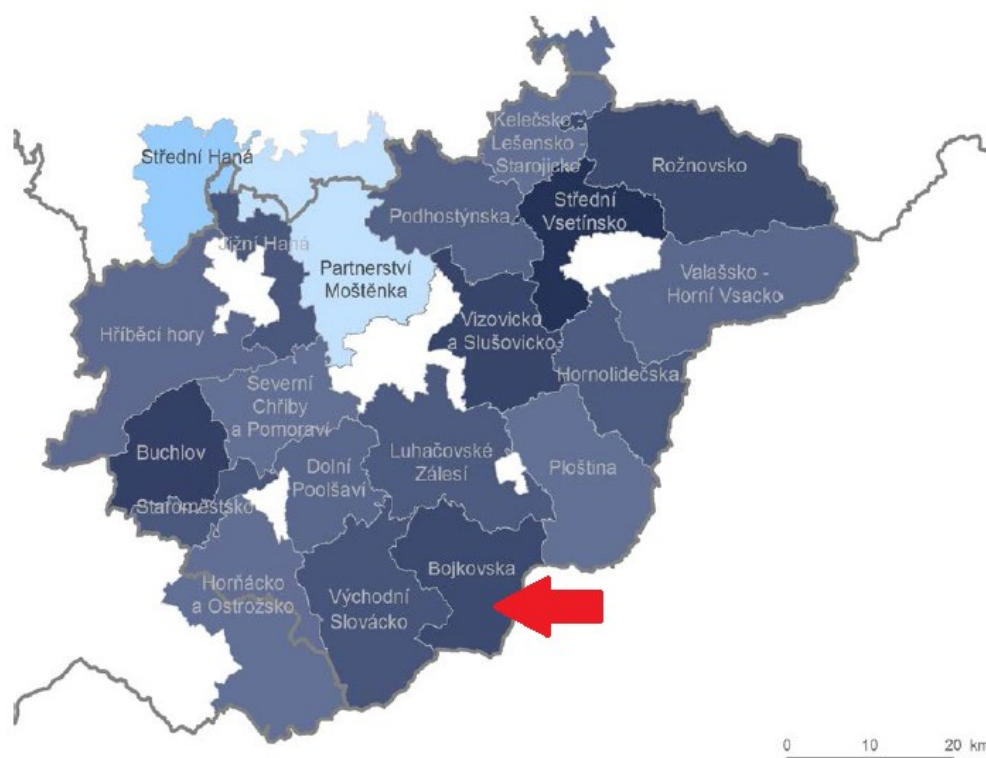 Střední Haná
Kelečsko -
Lešensko -
Starojicko
Rožnovsko
Střední
Vsetínsko
Podhostýnska
Jižní Haná
Partnerství
Moštěnka
Valašsko -
Horní Vsacko
Hříběcí hory
Vizovicko
a Slušovicko
Hornolidečska
Severní
Chřiby
a Pomoraví
Buchlov
Luhačovské
Zálesí
Dolní
Poolšaví
Ploština
Staroměstsko
Bojkovska
Horňácko
a Ostrožsko
Východní
Slovácko
0 10 20 km